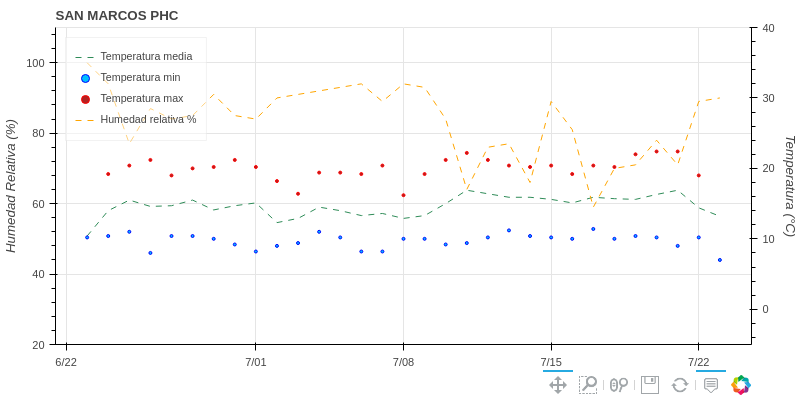 SAN MARCOS PHC
Temperatura media
Temperatura min
Temperatura max
Humedad relativa %
Humedad Relativa (%)
100
80
60
40
20
Temperatura (°C)
40
30
20
10
0
6/22
7/01
7/08
7/15
7/22